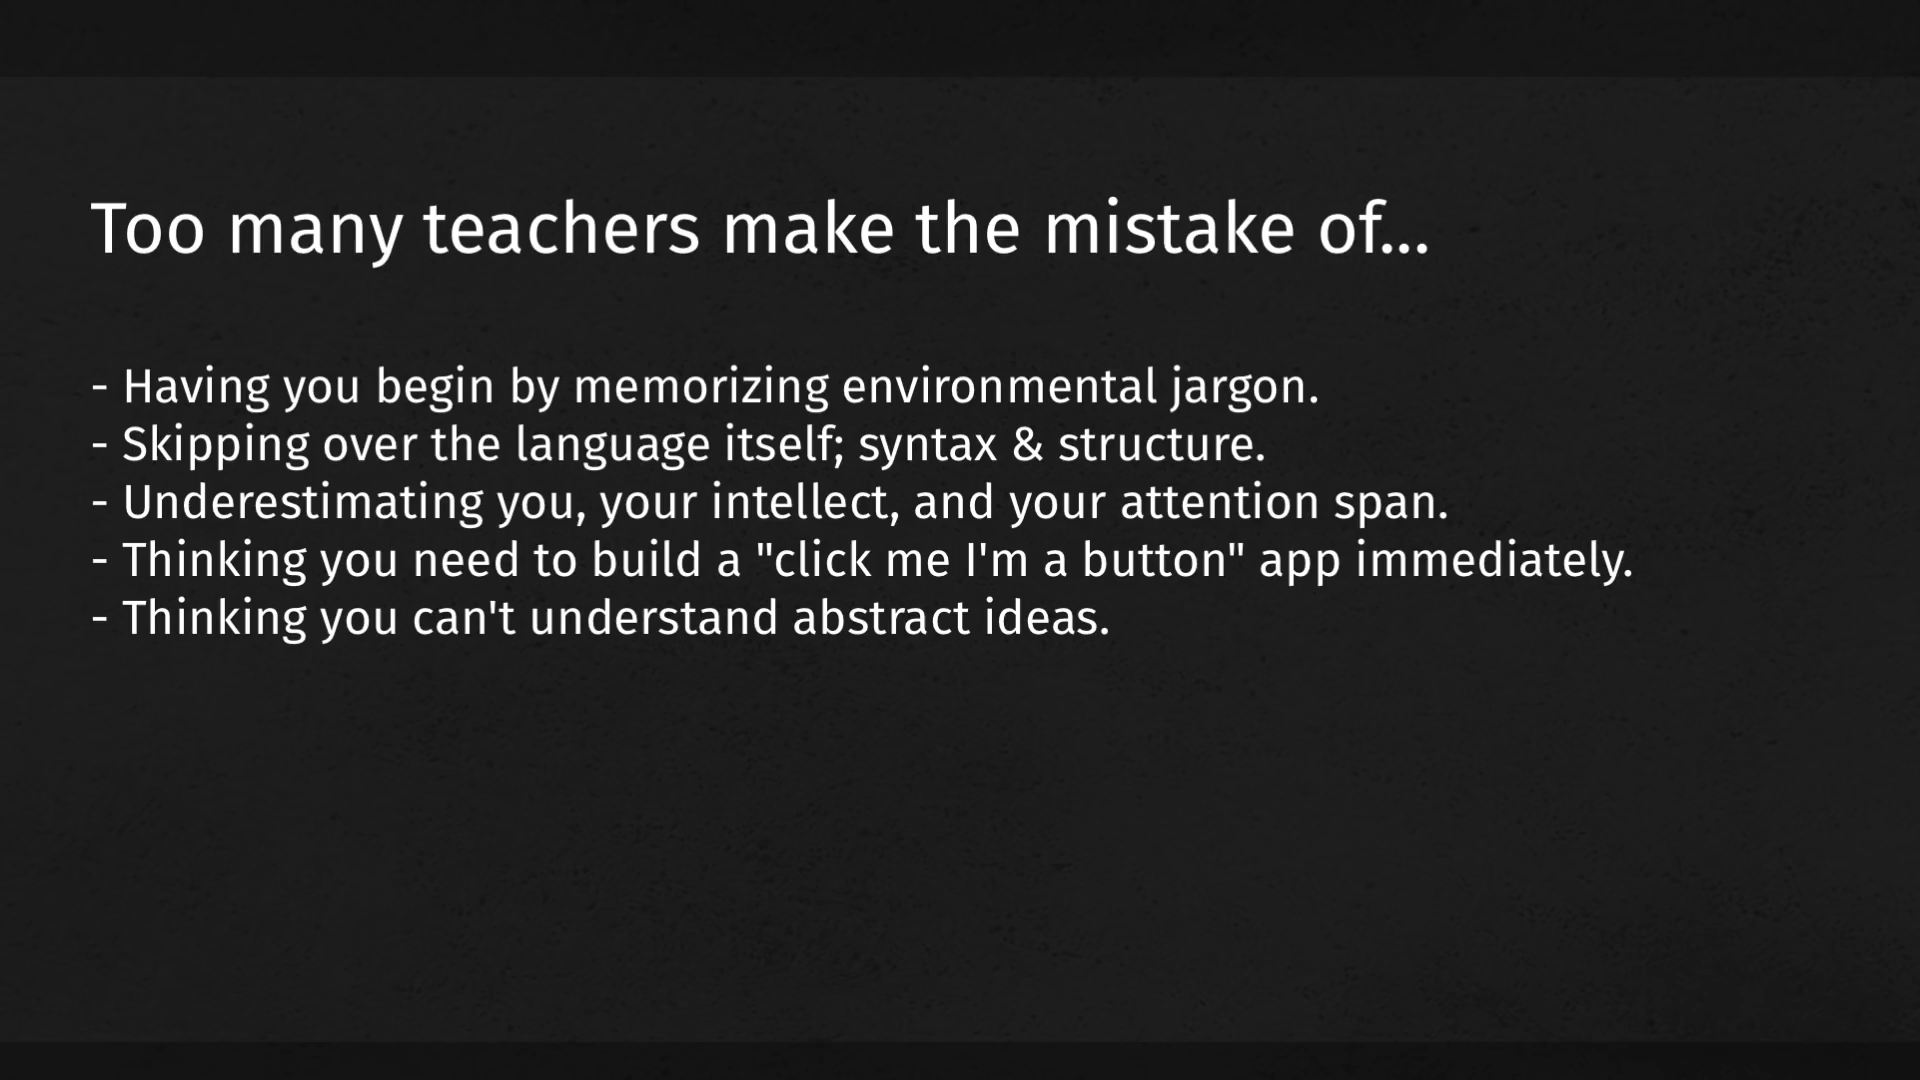 Too many teachers make the mistake of...
- Having you begin by memorizing environmental jargon.
- Skipping over the language itself; syntax & structure.
- Underestimating you, your intellect, and your attention span.
- Thinking you need to build a "click me I'm a button" app immediately.
- Thinking you can't understand abstract ideas.